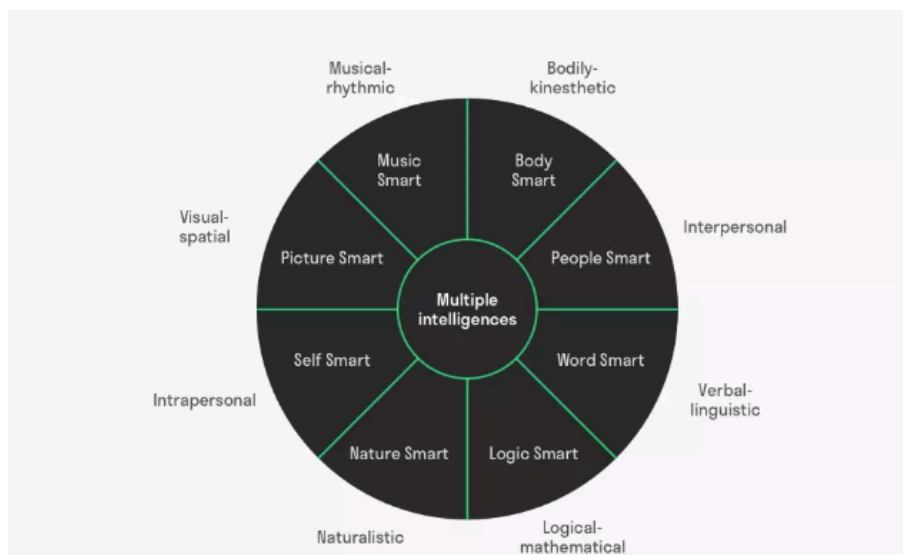 Musical-
rhythmic
Bodily-
kinesthetic
Music
Smart
Body
Smart
Visual-
spatial
Interpersonal
Picture Smart
People Smart
Multiple
intelligences
Self Smart
Word Smart
Intrapersonal
Verbal-
linguistic
Nature Smart
Logic Smart
Naturalistic
Logical-
mathematical